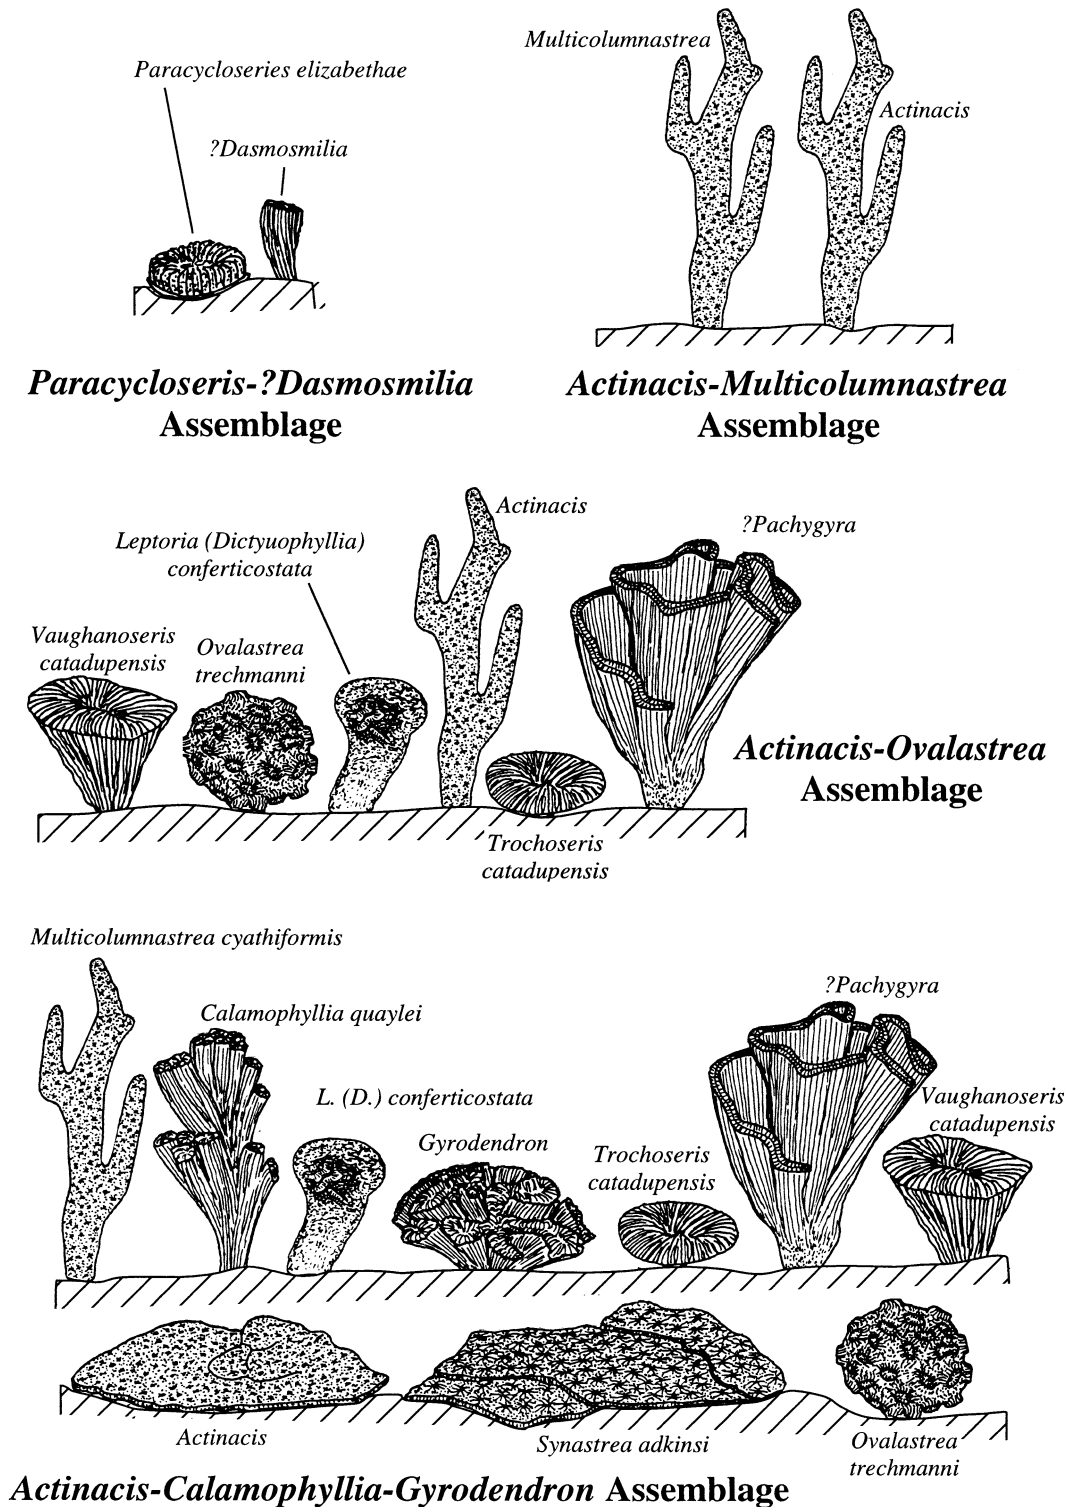 Paracycloseries elizabethae
?Dasmosmilia
Paracycloseris-?Dasmosmilia
Assemblage
Multicolumnastrea
Actinacis
Actinacis-Multicolumnastrea
Assemblage
Leptoria (Dictyuophyllia)
conferticostata
Actinacis
?Pachygyra
Vaughanoseris
catadupensis
Ovalastrea
trechmanni
Trochoseris
catadupensis
Actinacis-Ovalastrea
Assemblage
Multicolumnastrea cyathiformis
Calamophyllia quaylei
L. (D.) conferticostata
Gyrodendron
Trochoseris
catadupensis
?Pachygyra
Vaughanoseris
catadupensis
Actinacis
Synastrea adkinsi
Ovalastrea
trechmanni
Actinacis-Calamophyllia-Gyrodendron Assemblage